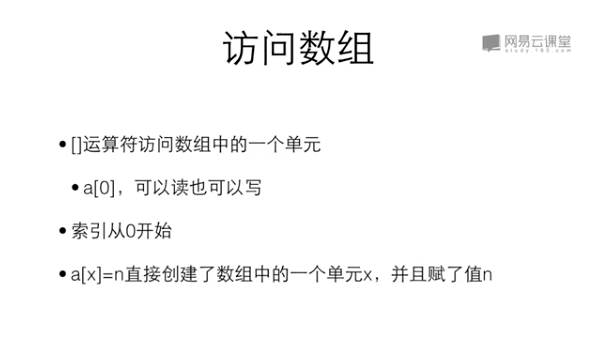 访问数组
网易云课堂
study.163.com
•[]运算符访问数组中的一个单元
•a[0]，可以读也可以写
•索引从0开始
•a[x]=n直接创建了数组中的一个单元x，并且赋了值n